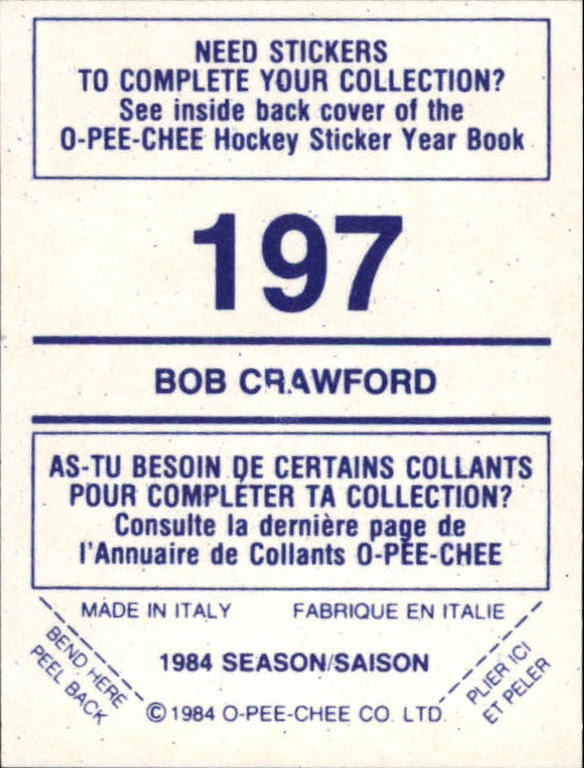 NEED STICKERS
TO COMPLETE YOUR COLLECTION?
See inside back cover of the
O-PEE-CHEE Hockey Sticker Year Book
197
BOB CRAWFORD
AS-TU BESOIN DE CERTAINS COLLANTS
POUR COMPLÉTER TA COLLECTION?
Consulte la dernière page de
l'Annuaire de Collants O-PEE-CHEE
MADE IN ITALY FABRIQUE EN ITALIE
BEND HERE
PEEL BACK
1984 SEASON/SAISON
PLIER ICI
ET PELER
© 1984 O-PEE-CHEE CO. LTD.